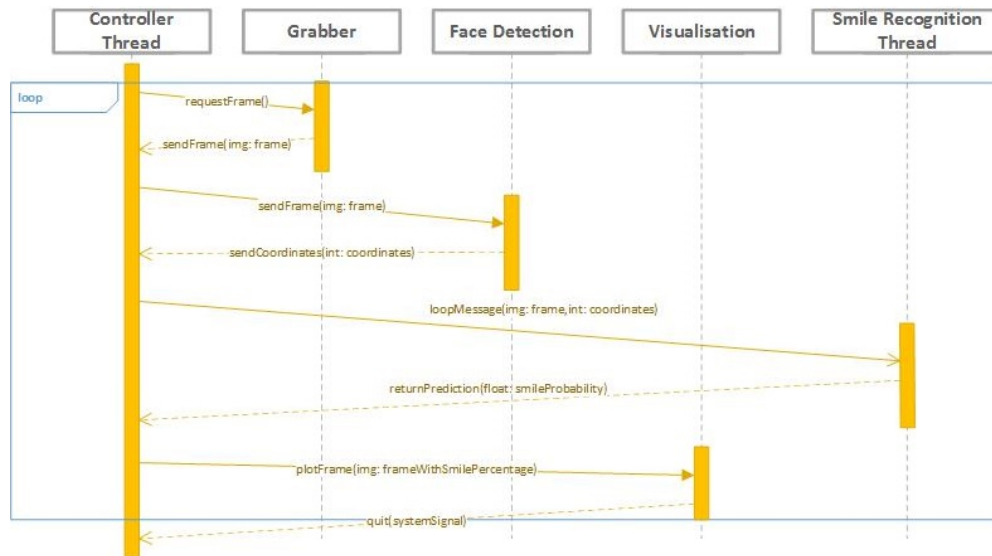 Controller
Thread
Grabber
Face Detection
Visualisation
Smile Recognition
Thread
loop
requestFrame()
sendFrame(img: frame)
sendFrame(img: frame)
sendCoordinates(int: coordinates)
loopMessage(img: frame,int: coordinates)
returnPrediction(float: smileProbability)
plotFrame(img: frameWithSmilePercentage)
quit(systemSignal)